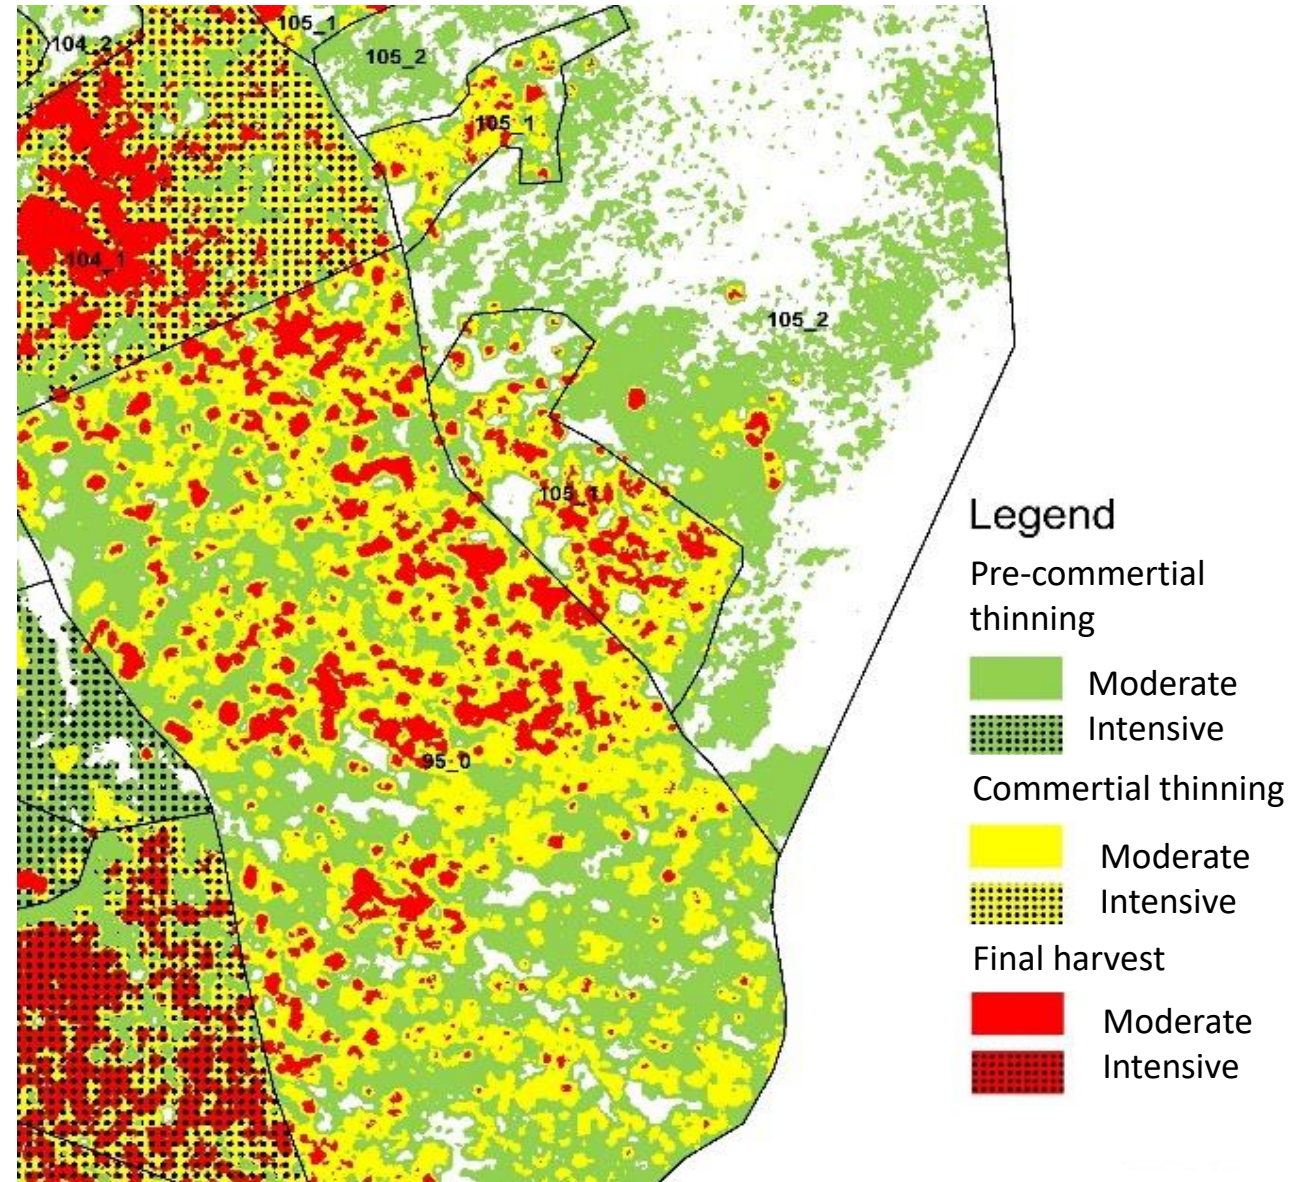 105_1
104_2
105_2
105_1
104_1
105_2
105_1
95_0
Legend
Pre-commertial
thinning
Moderate
Intensive
Commertial thinning
Moderate
Intensive
Final harvest
Moderate
Intensive